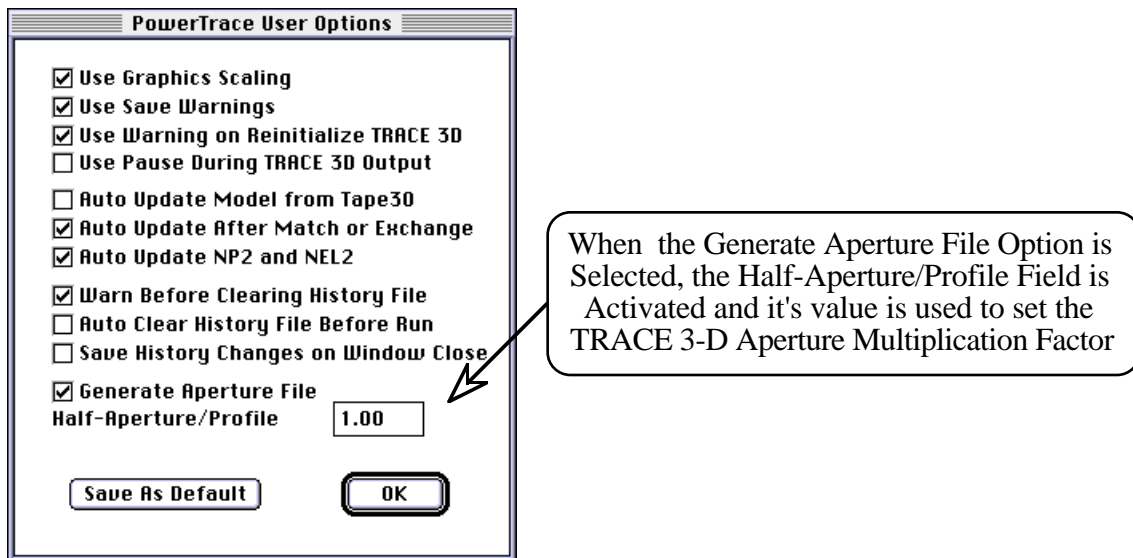 PowerTrace User Options
Use Graphics Scaling
Use Save Warnings
Use Warning on Reinitialize TRACE 3D
Use Pause During TRACE 3D Output
Auto Update Model from Tape30
Auto Update After Match or Exchange
Auto Update NP2 and NEL2
Warn Before Clearing History File
Auto Clear History File Before Run
Save History Changes on Window Close
Generate Aperture File
Half-Aperture/Profile 1.00
Save As Default OK
When the Generate Aperture File Option is
Selected, the Half-Aperture/Profile Field is
Activated and it's value is used to set the
TRACE 3-D Aperture Multiplication Factor